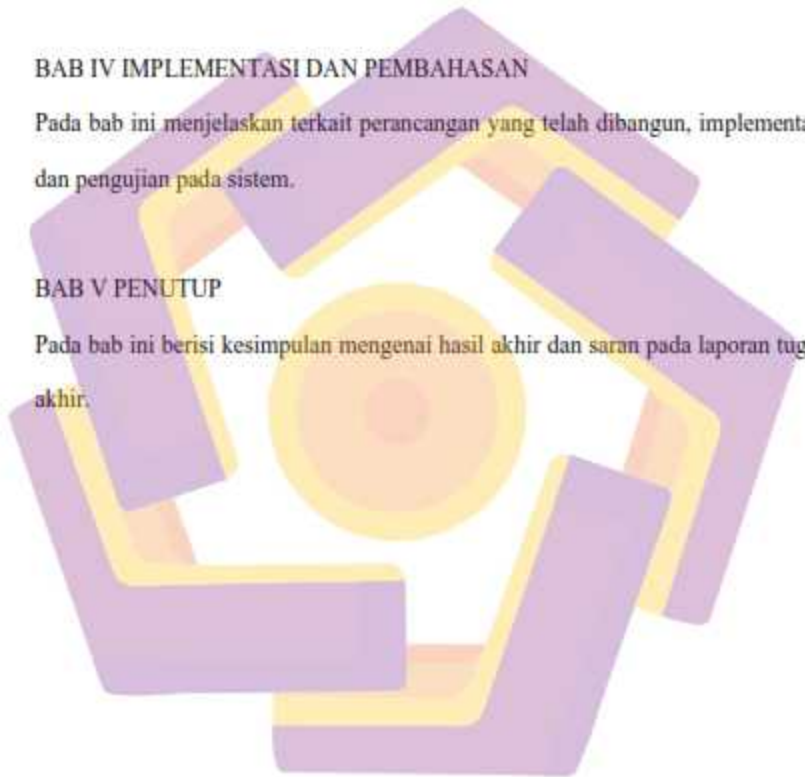 BAB IV IMPLEMENTASI DAN PEMBAHASAN
Pada bab ini menjelaskan terkait perancangan yang telah dibangun, implementa
dan pengujian pada sistem.
BAB V PENUTUP
Pada bab ini berisi kesimpulan mengenai hasil akhir dan saran pada laporan tug
akhir.